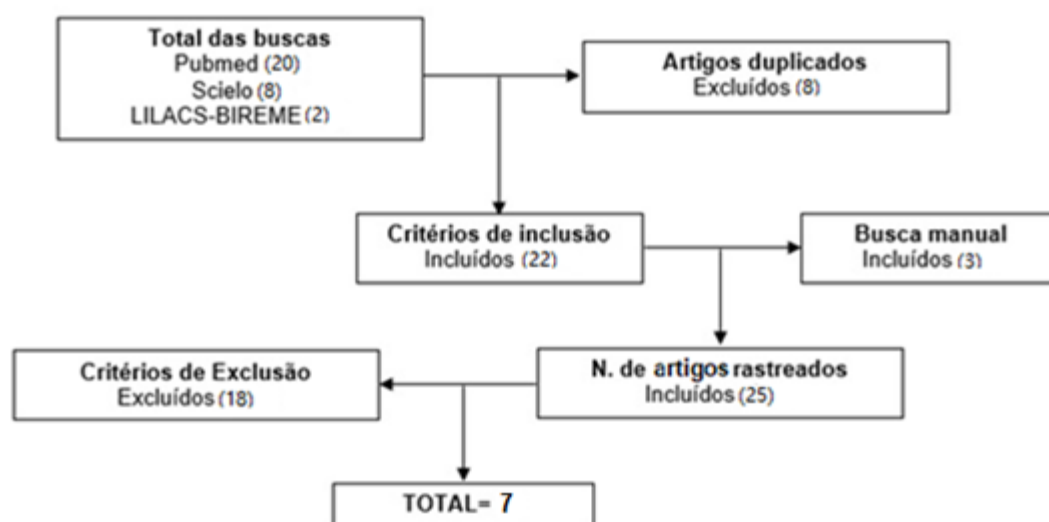 Total das buscas
Pubmed (20)
Scielo (8)
LILACS-BIREME (2)
Artigos duplicados
Excluídos (8)
Critérios de inclusão
Incluídos (22)
Busca manual
Incluídos (3)
N. de artigos rastreados
Incluídos (25)
Critérios de Exclusão
Excluídos (18)
TOTAL= 7